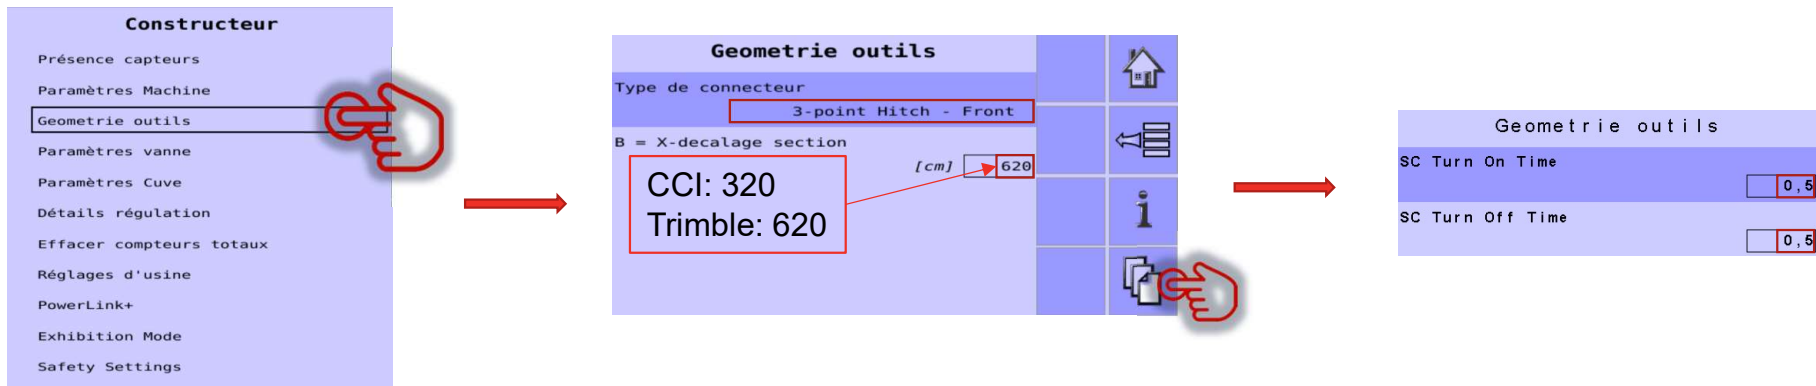 Constructeur
Présence capteurs
Paramètres Machine
Geometrie outils
Paramètres vanne
Paramètres Cuve
Détails régulation
Effacer compteurs totaux
Réglages d'usine
PowerLink+
Exhibition Mode
Safety Settings
Geometrie outils
Type de connecteur
3-point Hitch - Front
B = X-decalage section
[cm] 620
CCI: 320
Trimble: 620
i
Geometrie outils
SC Turn On Time
0,5
SC Turn Off Time
0,5